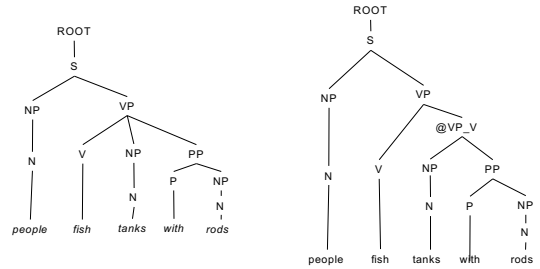 ROOT
S
NP VP
V NP PP
N P NP
N N
people fish tanks with rods
ROOT
S
NP VP
@VP_V
N V NP PP
N P NP
N
people fish tanks with rods